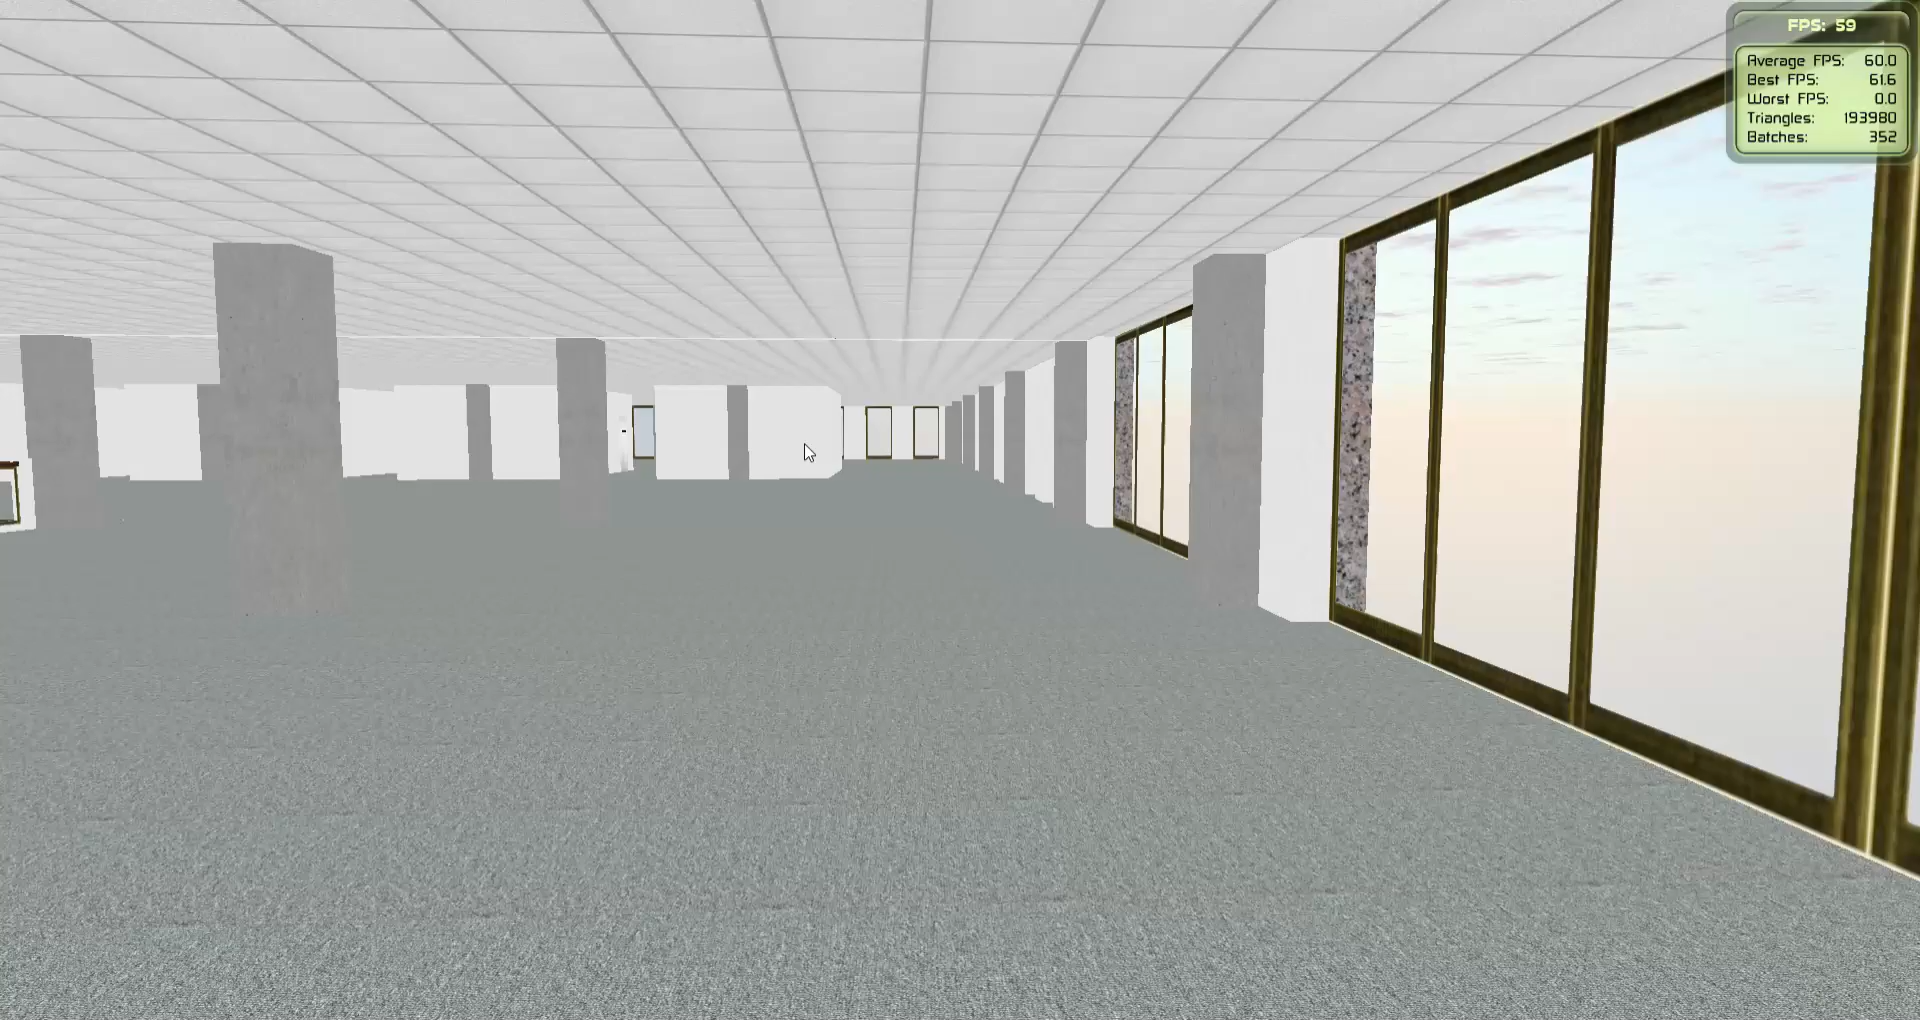 FPS: 59
Average FPS: 60.0
Best FPS: 61.6
Worst FPS: 0.0
Triangles: 193980
Batches: 352